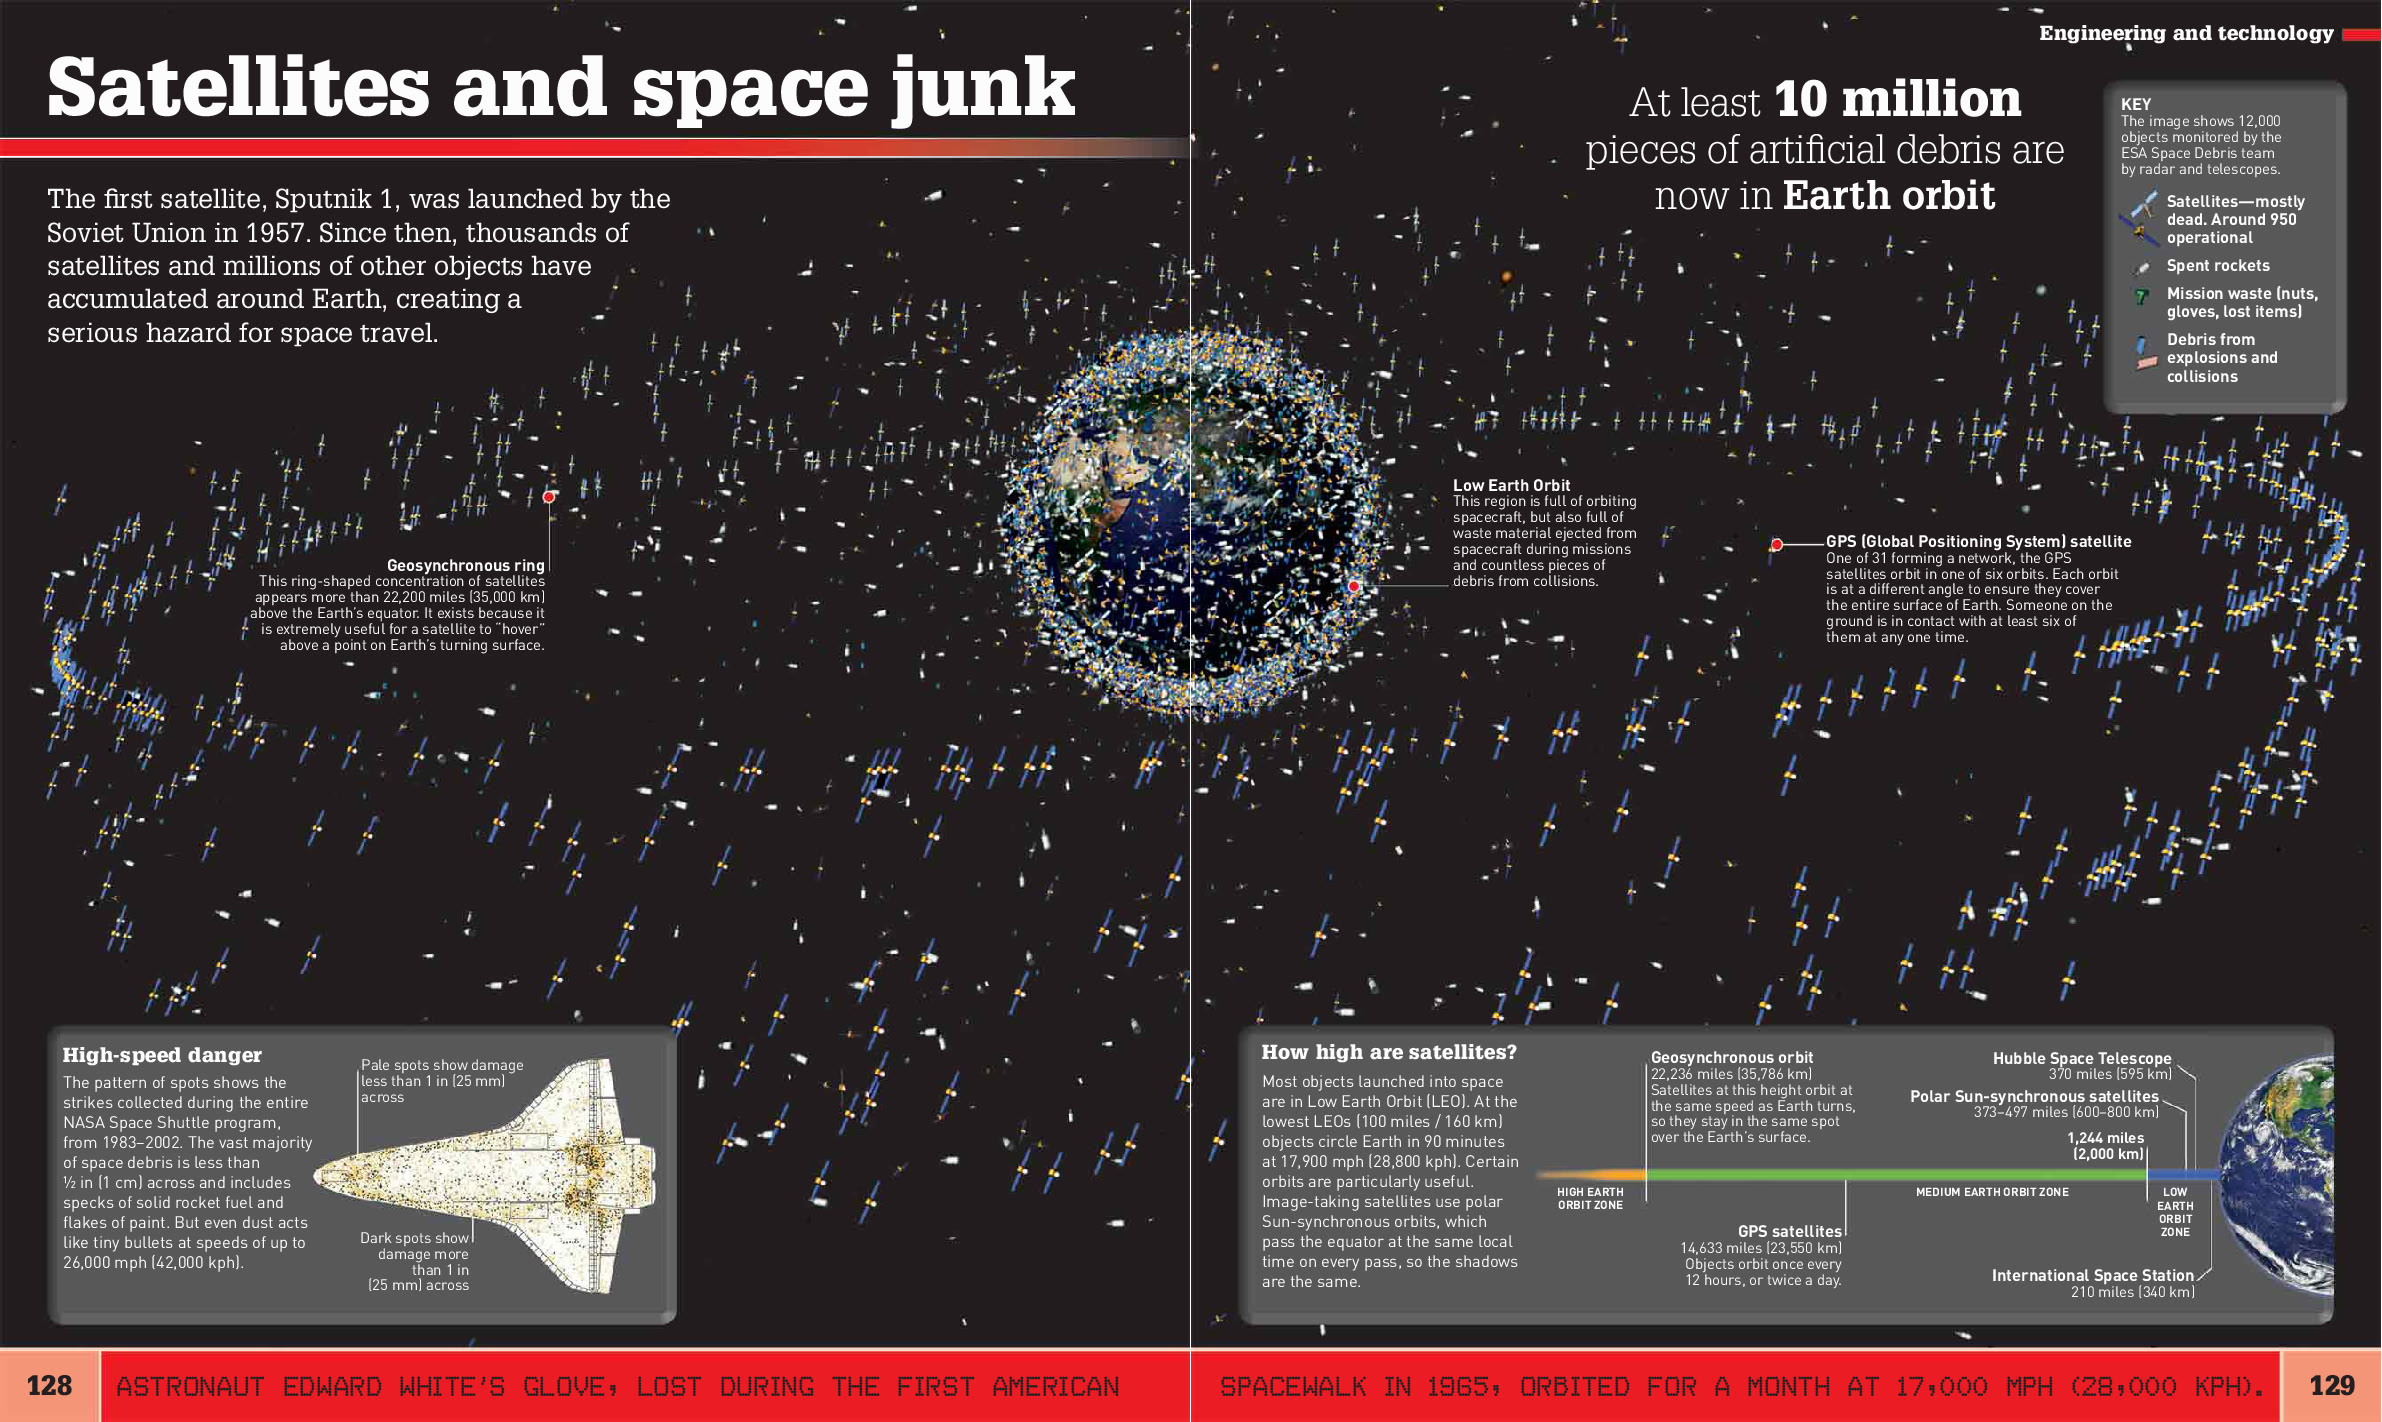 Engineering and technology
Satellites and space junk
The first satellite, Sputnik 1, was launched by the
Soviet Union in 1957. Since then, thousands of
satellites and millions of other objects have
accumulated around Earth, creating a
serious hazard for space travel.
At least 10 million
pieces of artificial debris are
now in Earth orbit
KEY
The image shows 12,000
objects monitored by the
ESA Space Debris team
by radar and telescopes.
Satellites—mostly
dead. Around 950
operational
Spent rockets
Mission waste (nuts,
gloves, lost items)
Debris from
explosions and
collisions
Geosynchronous ring
This ring-shaped concentration of satellites
appears more than 22,200 miles (35,000 km)
above the Earth's equator. It exists because it
is extremely useful for a satellite to "hover"
above a point on Earth's turning surface.
Low Earth Orbit
This region is full of orbiting
spacecraft, but also full of
waste material ejected from
spacecraft during missions
and countless pieces of
debris from collisions.
GPS (Global Positioning System) satellite
One of 31 forming a network, the GPS
satellites orbit in one of six orbits. Each orbit
is at a different angle to ensure they cover
the entire surface of Earth. Someone on the
ground is in contact with at least six of
them at any one time.
High-speed danger
The pattern of spots shows the
strikes collected during the entire
NASA Space Shuttle program,
from 1983–2002. The vast majority
of space debris is less than
½ in (1 cm) across and includes
specks of solid rocket fuel and
flakes of paint. But even dust acts
like tiny bullets at speeds of up to
26,000 mph (42,000 kph).
Pale spots show damage
less than 1 in (25 mm)
across
Dark spots show
damage more
than 1 in
(25 mm) across
How high are satellites?
Most objects launched into space
are in Low Earth Orbit (LEO). At the
lowest LEOs (100 miles / 160 km)
objects circle Earth in 90 minutes
at 17,900 mph (28,800 kph). Certain
orbits are particularly useful.
Image-taking satellites use polar
Sun-synchronous orbits, which
pass the equator at the same local
time on every pass, so the shadows
are the same.
Geosynchronous orbit
22,236 miles (35,786 km)
Satellites at this height orbit at
the same speed as Earth turns,
so they stay in the same spot
over the Earth's surface.
Hubble Space Telescope
370 miles (595 km)
Polar Sun-synchronous satellites
373–497 miles (600–800 km)
1,244 miles
(2,000 km)
HIGH EARTH
ORBIT ZONE
MEDIUM EARTH ORBIT ZONE
LOW
EARTH
ORBIT
ZONE
GPS satellites
14,633 miles (23,550 km)
Objects orbit once every
12 hours, or twice a day.
International Space Station
210 miles (340 km)
128
ASTRONAUT EDWARD WHITE'S GLOVE, LOST DURING THE FIRST AMERICAN SPACEWALK IN 1965, ORBITED FOR A MONTH AT 17,000 MPH (28,000 KPH).
129